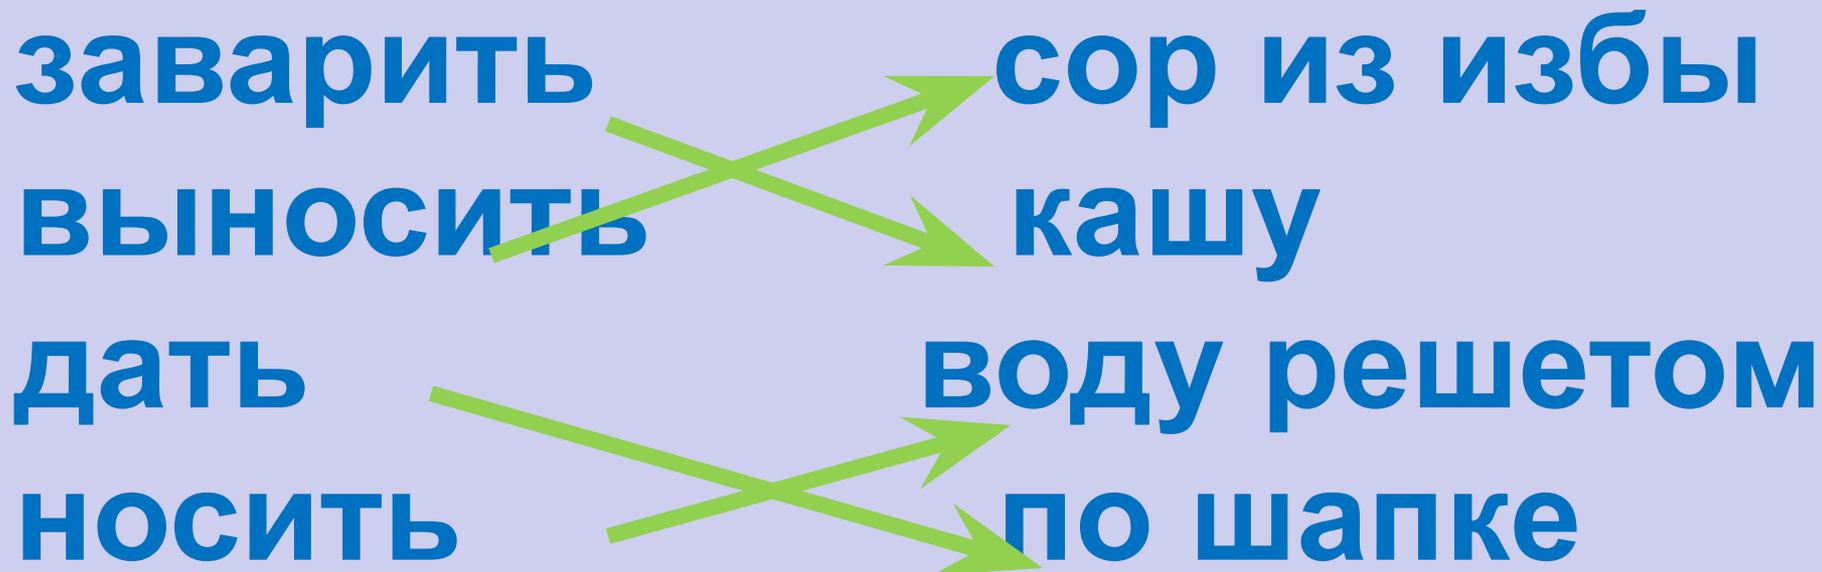 заварить сор из избы
выносить кашу
дать воду решетом
носить по шапке